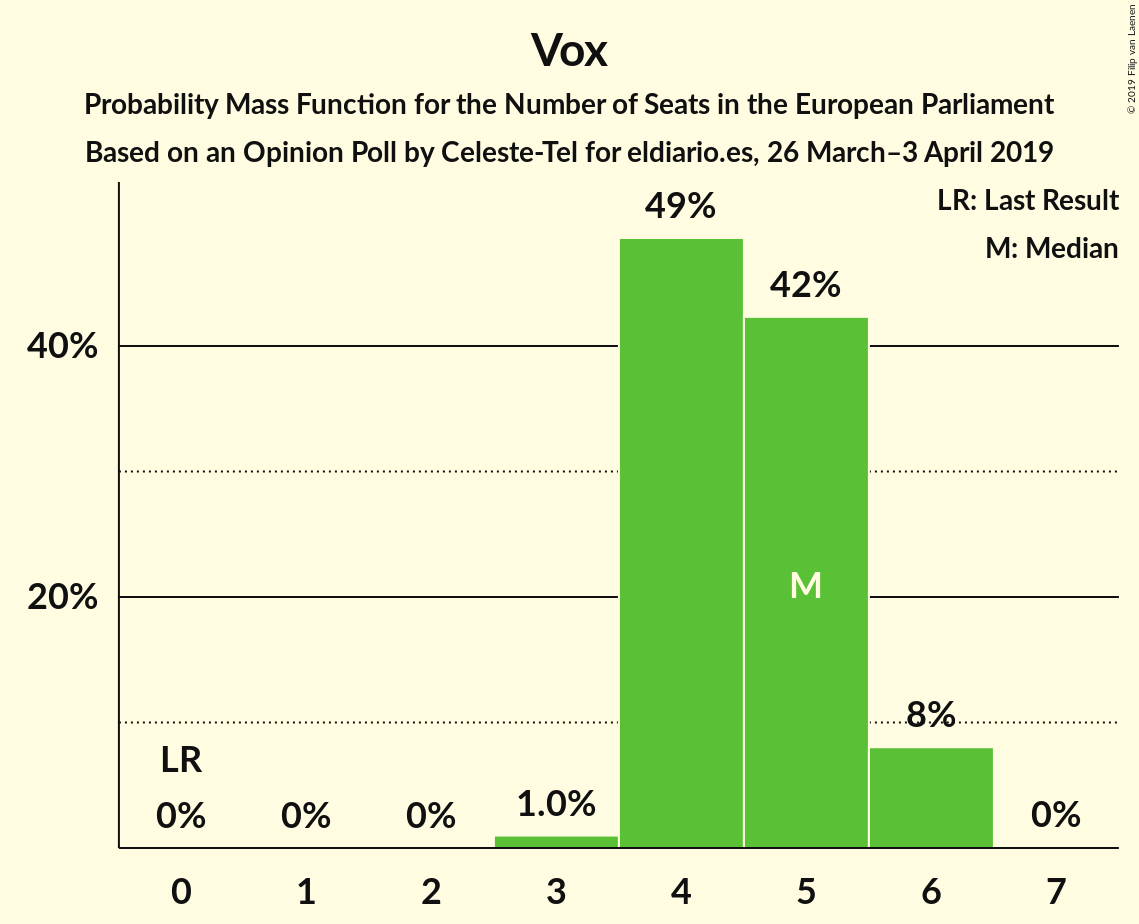 Vox
Probability Mass Function for the Number of Seats in the European Parliament
Based on an Opinion Poll by Celeste-Tel for eldiario.es, 26 March–3 April 2019
© 2019 Filip van Laenen
LR: Last Result
M: Median
49%
42%
40%
M
20%
8%
LR
1.0%
0%
0%
0%
0%
0
1
2
3
4
5
6
7